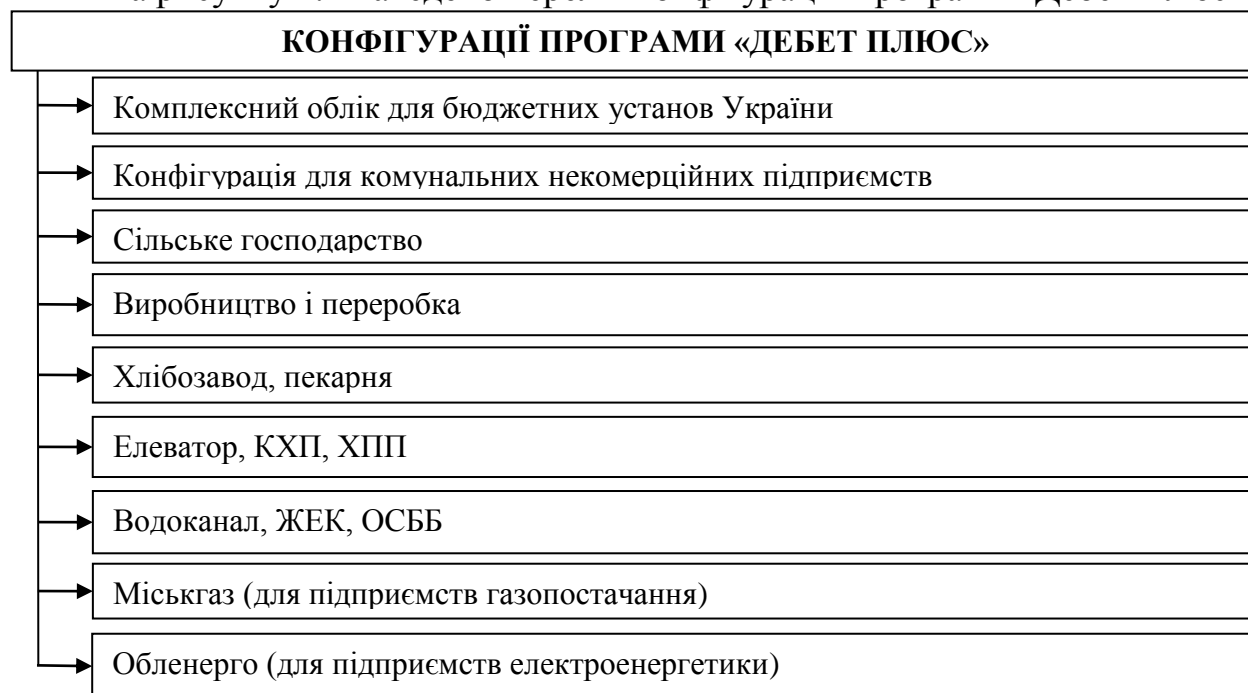 КОНФІГУРАЦІЇ ПРОГРАМИ «ДЕБЕТ ПЛЮС»
Комплексний облік для бюджетних установ України
Конфігурація для комунальних некомерційних підприємств
Сільське господарство
Виробництво і переробка
Хлібозавод, пекарня
Елеватор, КХП, ХПП
Водоканал, ЖЕК, ОСББ
Міськгаз (для підприємств газопостачання)
Обленерго (для підприємств електроенергетики)